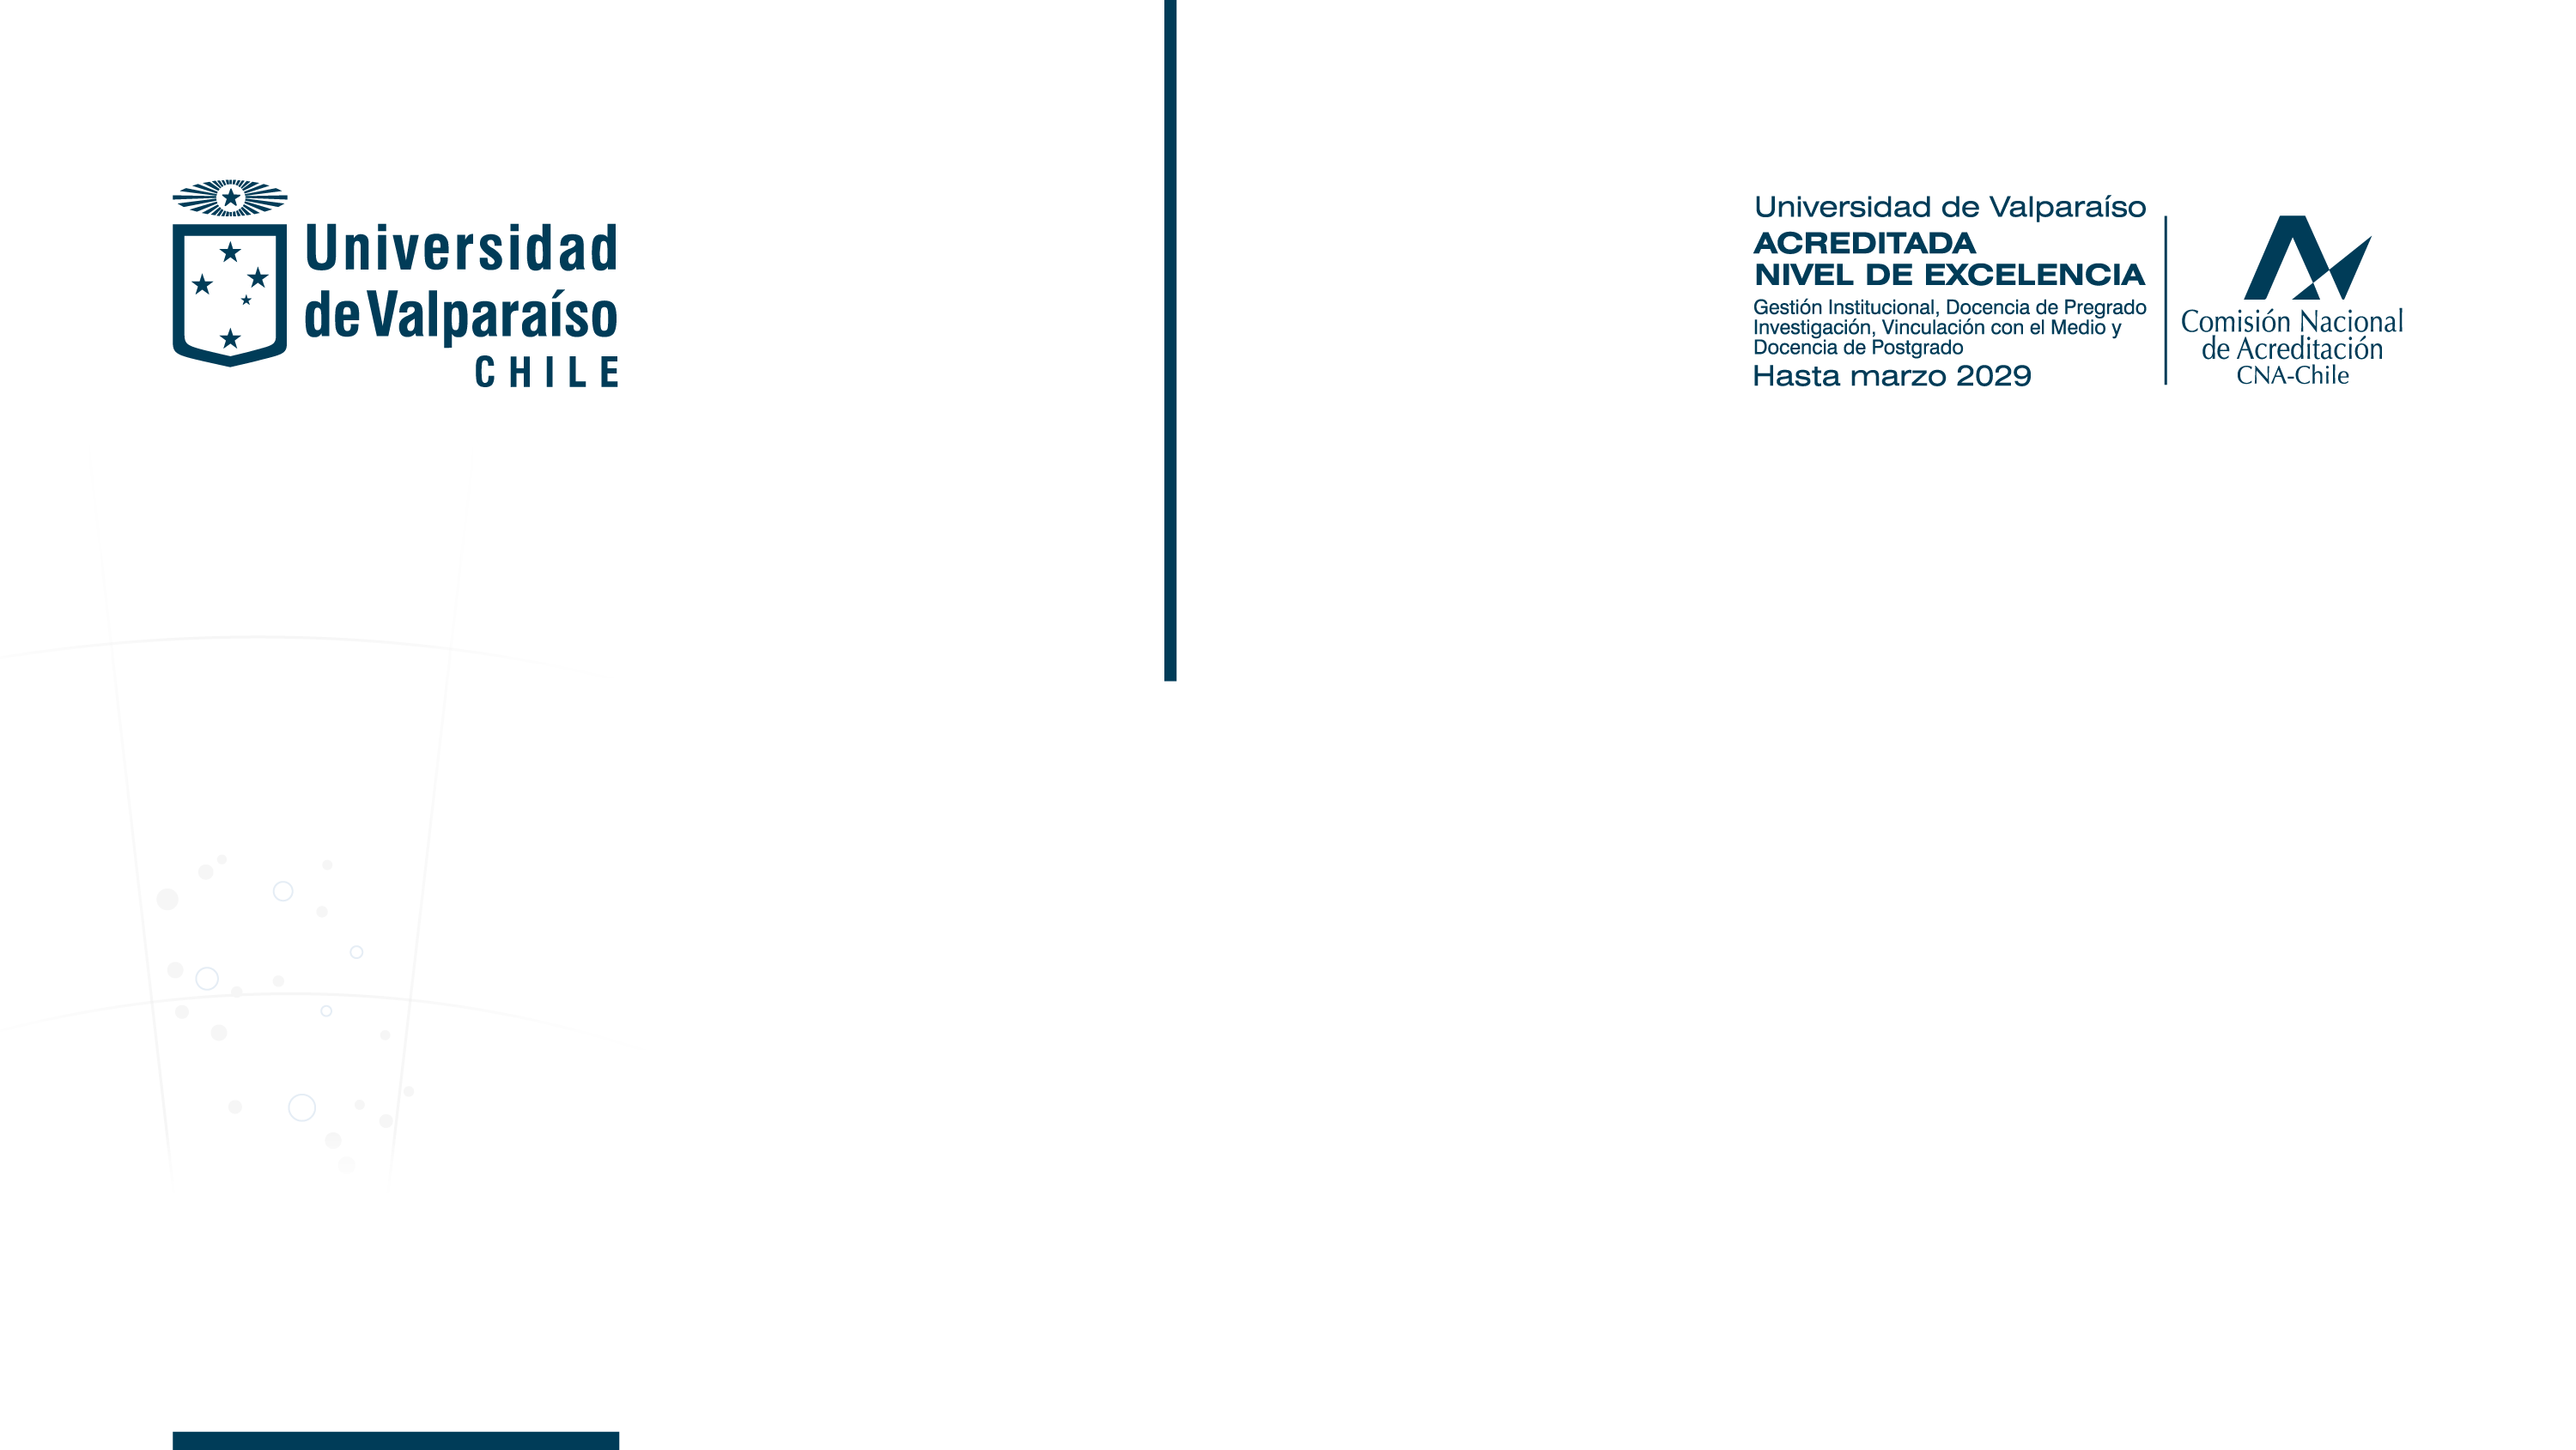 Universidad
de Valparaíso
CHILE
Universidad de Valparaíso
ACREDITADA
NIVEL DE EXCELENCIA
Gestión Institucional, Docencia de Pregrado
Investigación, Vinculación con el Medio y
Docencia de Postgrado
Hasta marzo 2029
Comisión Nacional
de Acreditación
CNA-Chile